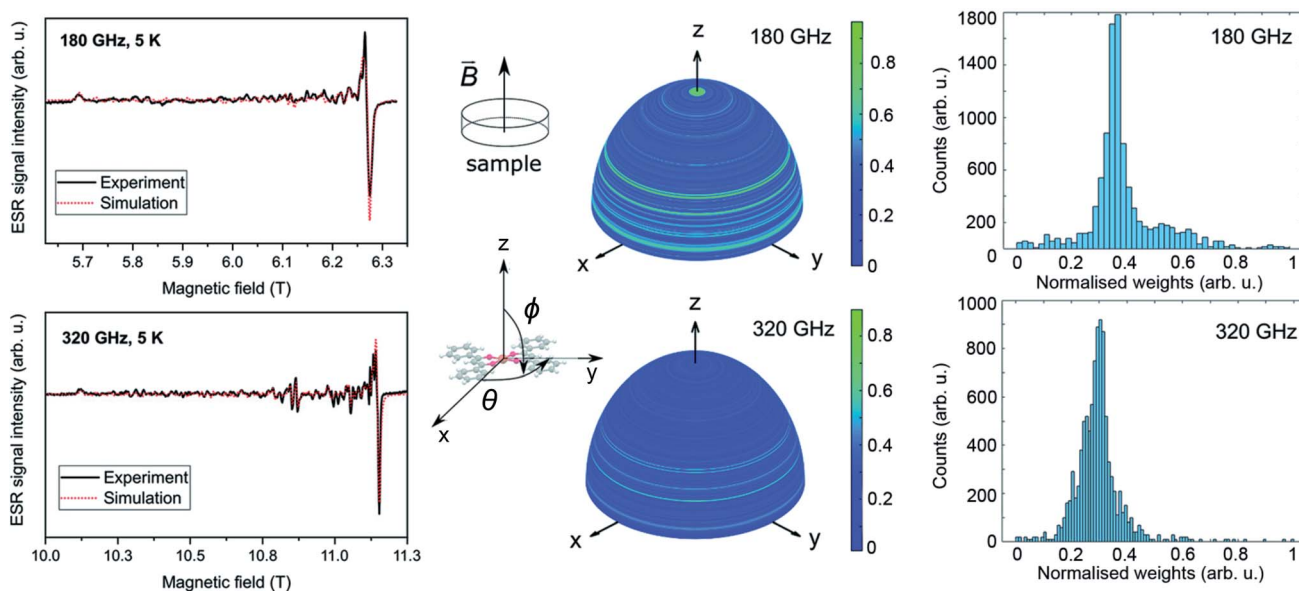 ESR signal intensity (arb. u.)
180 GHz, 5 K
Experiment
Simulation
5.7 5.8 5.9 6.0 6.1 6.2 6.3
Magnetic field (T)
B
sample
z
180 GHz
x
y
0.8
0.6
0.4
0.2
0
180 GHz
Counts (arb. u.)
1800
1400
1000
600
200
0
0 0.2 0.4 0.6 0.8 1
Normalised weights (arb. u.)
ESR signal intensity (arb. u.)
320 GHz, 5 K
Experiment
Simulation
10.0 10.3 10.5 10.8 11.0 11.3
Magnetic field (T)
z
ϕ
y
θ
x
z
320 GHz
x
y
0.8
0.6
0.4
0.2
0
320 GHz
Counts (arb. u.)
1000
800
600
400
200
0
0 0.2 0.4 0.6 0.8 1
Normalised weights (arb. u.)